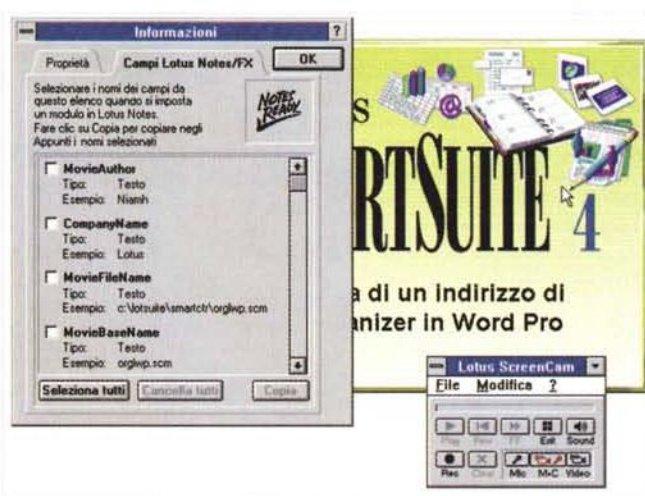 Informazioni
?
Proprietà
Campi Lotus Notes/FX
OK
Selezionare i nomi dei campi da
questo elenco quando si imposta
un modulo in Lotus Notes.
Fare clic su Copia per copiare negli
Appunti i nomi selezionati
NOTES
READY
MovieAuthor
Tipo: Testo
Esempio: Niamh
CompanyName
Tipo: Testo
Esempio: Lotus
MovieFileName
Tipo: Testo
Esempio: c:\lotsuite\smartctr\orglwp.scm
MovieBaseName
Tipo: Testo
Esempio: orglwp.scm
Seleziona tutti
Cancella tutti
Copia
S
RTSUITE 4
a di un indirizzo di
anizer in Word Pro
Lotus ScreenCam
File Modifica ?
Play
Rew
FF
Exit
Sound
Rec
Clear
Mic
M+C
Video